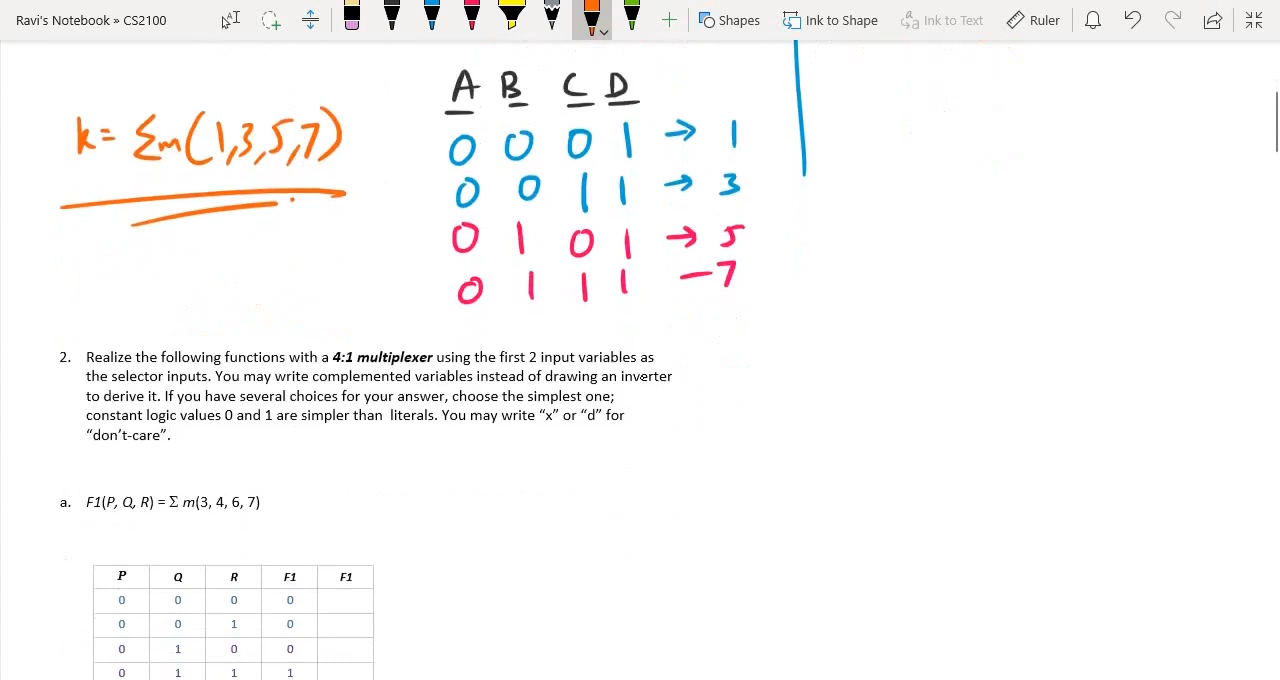 Ravi's Notebook » CS2100
Shapes
Ink to Shape
Ink to Text
Ruler
A B C D
k = Σm(1,3,5,7)
0 0 0 1 → 1
0 0 1 1 → 3
0 1 0 1 → 5
0 1 1 1 – 7
2. Realize the following functions with a 4:1 multiplexer using the first 2 input variables as
the selector inputs. You may write complemented variables instead of drawing an inverter
to derive it. If you have several choices for your answer, choose the simplest one;
constant logic values 0 and 1 are simpler than literals. You may write “x” or “d” for
“don’t-care”.
a. F1(P, Q, R) = Σ m(3, 4, 6, 7)
P Q R F1 F1
0 0 0 0
0 0 1 0
0 1 0 0
0 1 1 1